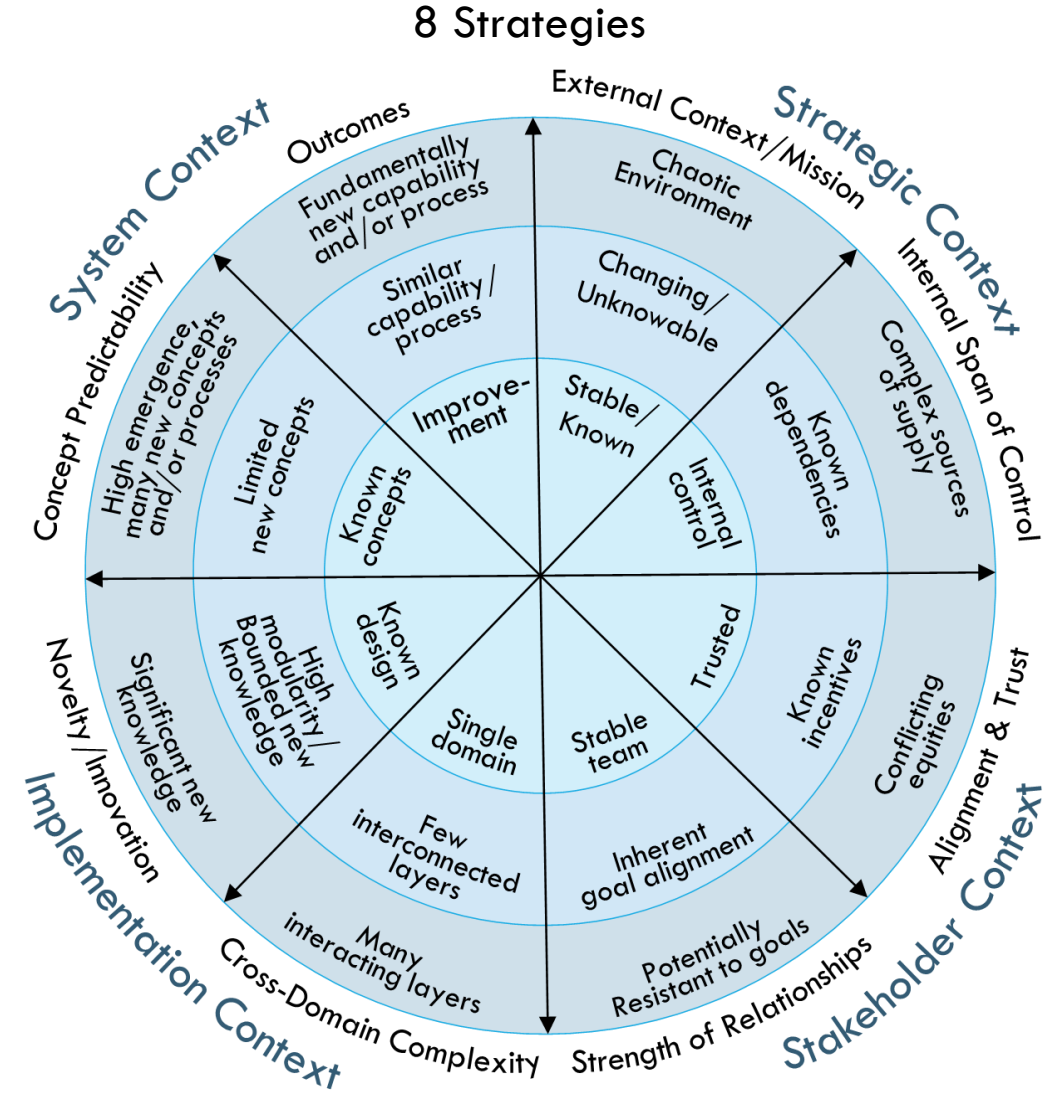 8 Strategies
System Context
Strategic Context
Stakeholder Context
Implementation Context
External Context/Mission
Chaotic
Environment
Changing/
Unknowable
Stable/
Known
Internal Span of Control
Complex sources
of supply
Known
dependencies
Internal
control
Alignment & Trust
Conflicting
equities
Known
incentives
Trusted
Strength of Relationships
Potentially
Resistant to goals
Inherent
goal alignment
Stable
team
Cross-Domain Complexity
Many
interacting layers
Few
interconnected
layers
Single
domain
Novelty/Innovation
Significant new
knowledge
High
modularity/
Bounded new
knowledge
Known
design
Concept Predictability
High emergence,
many new concepts
and/or processes
Limited
new concepts
Known
concepts
Outcomes
Fundamentally
new capability
and/or process
Similar
capability/
process
Improve-
ment